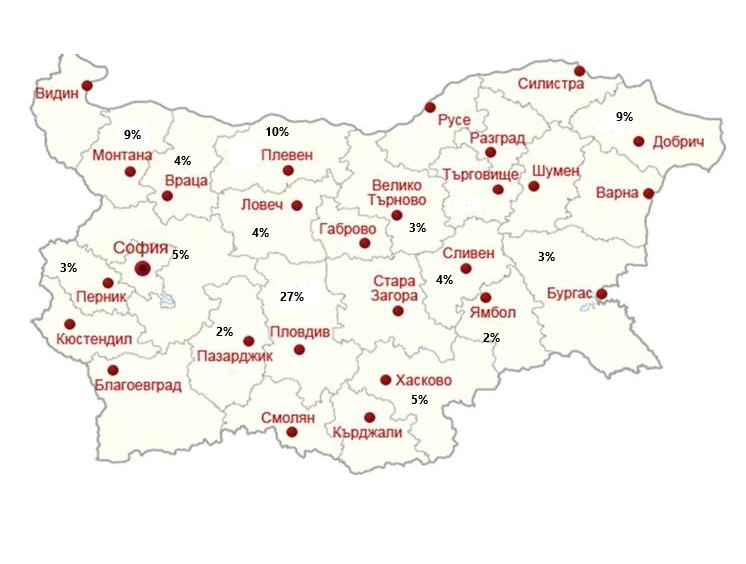 Видин
Силистра
Русе
9%
9%
10%
Разград
Добрич
Монтана
4%
Плевен
Враца
Търговище
Шумен
Варна
Велико
Търново
Ловеч
4%
Габрово
3%
София
5%
Сливен
3%
3%
Перник
27%
Стара
Загора
4%
Бургас
Ямбол
Кюстендил
2%
Пловдив
2%
Пазарджик
Благоевград
Хасково
5%
Смолян
Кърджали